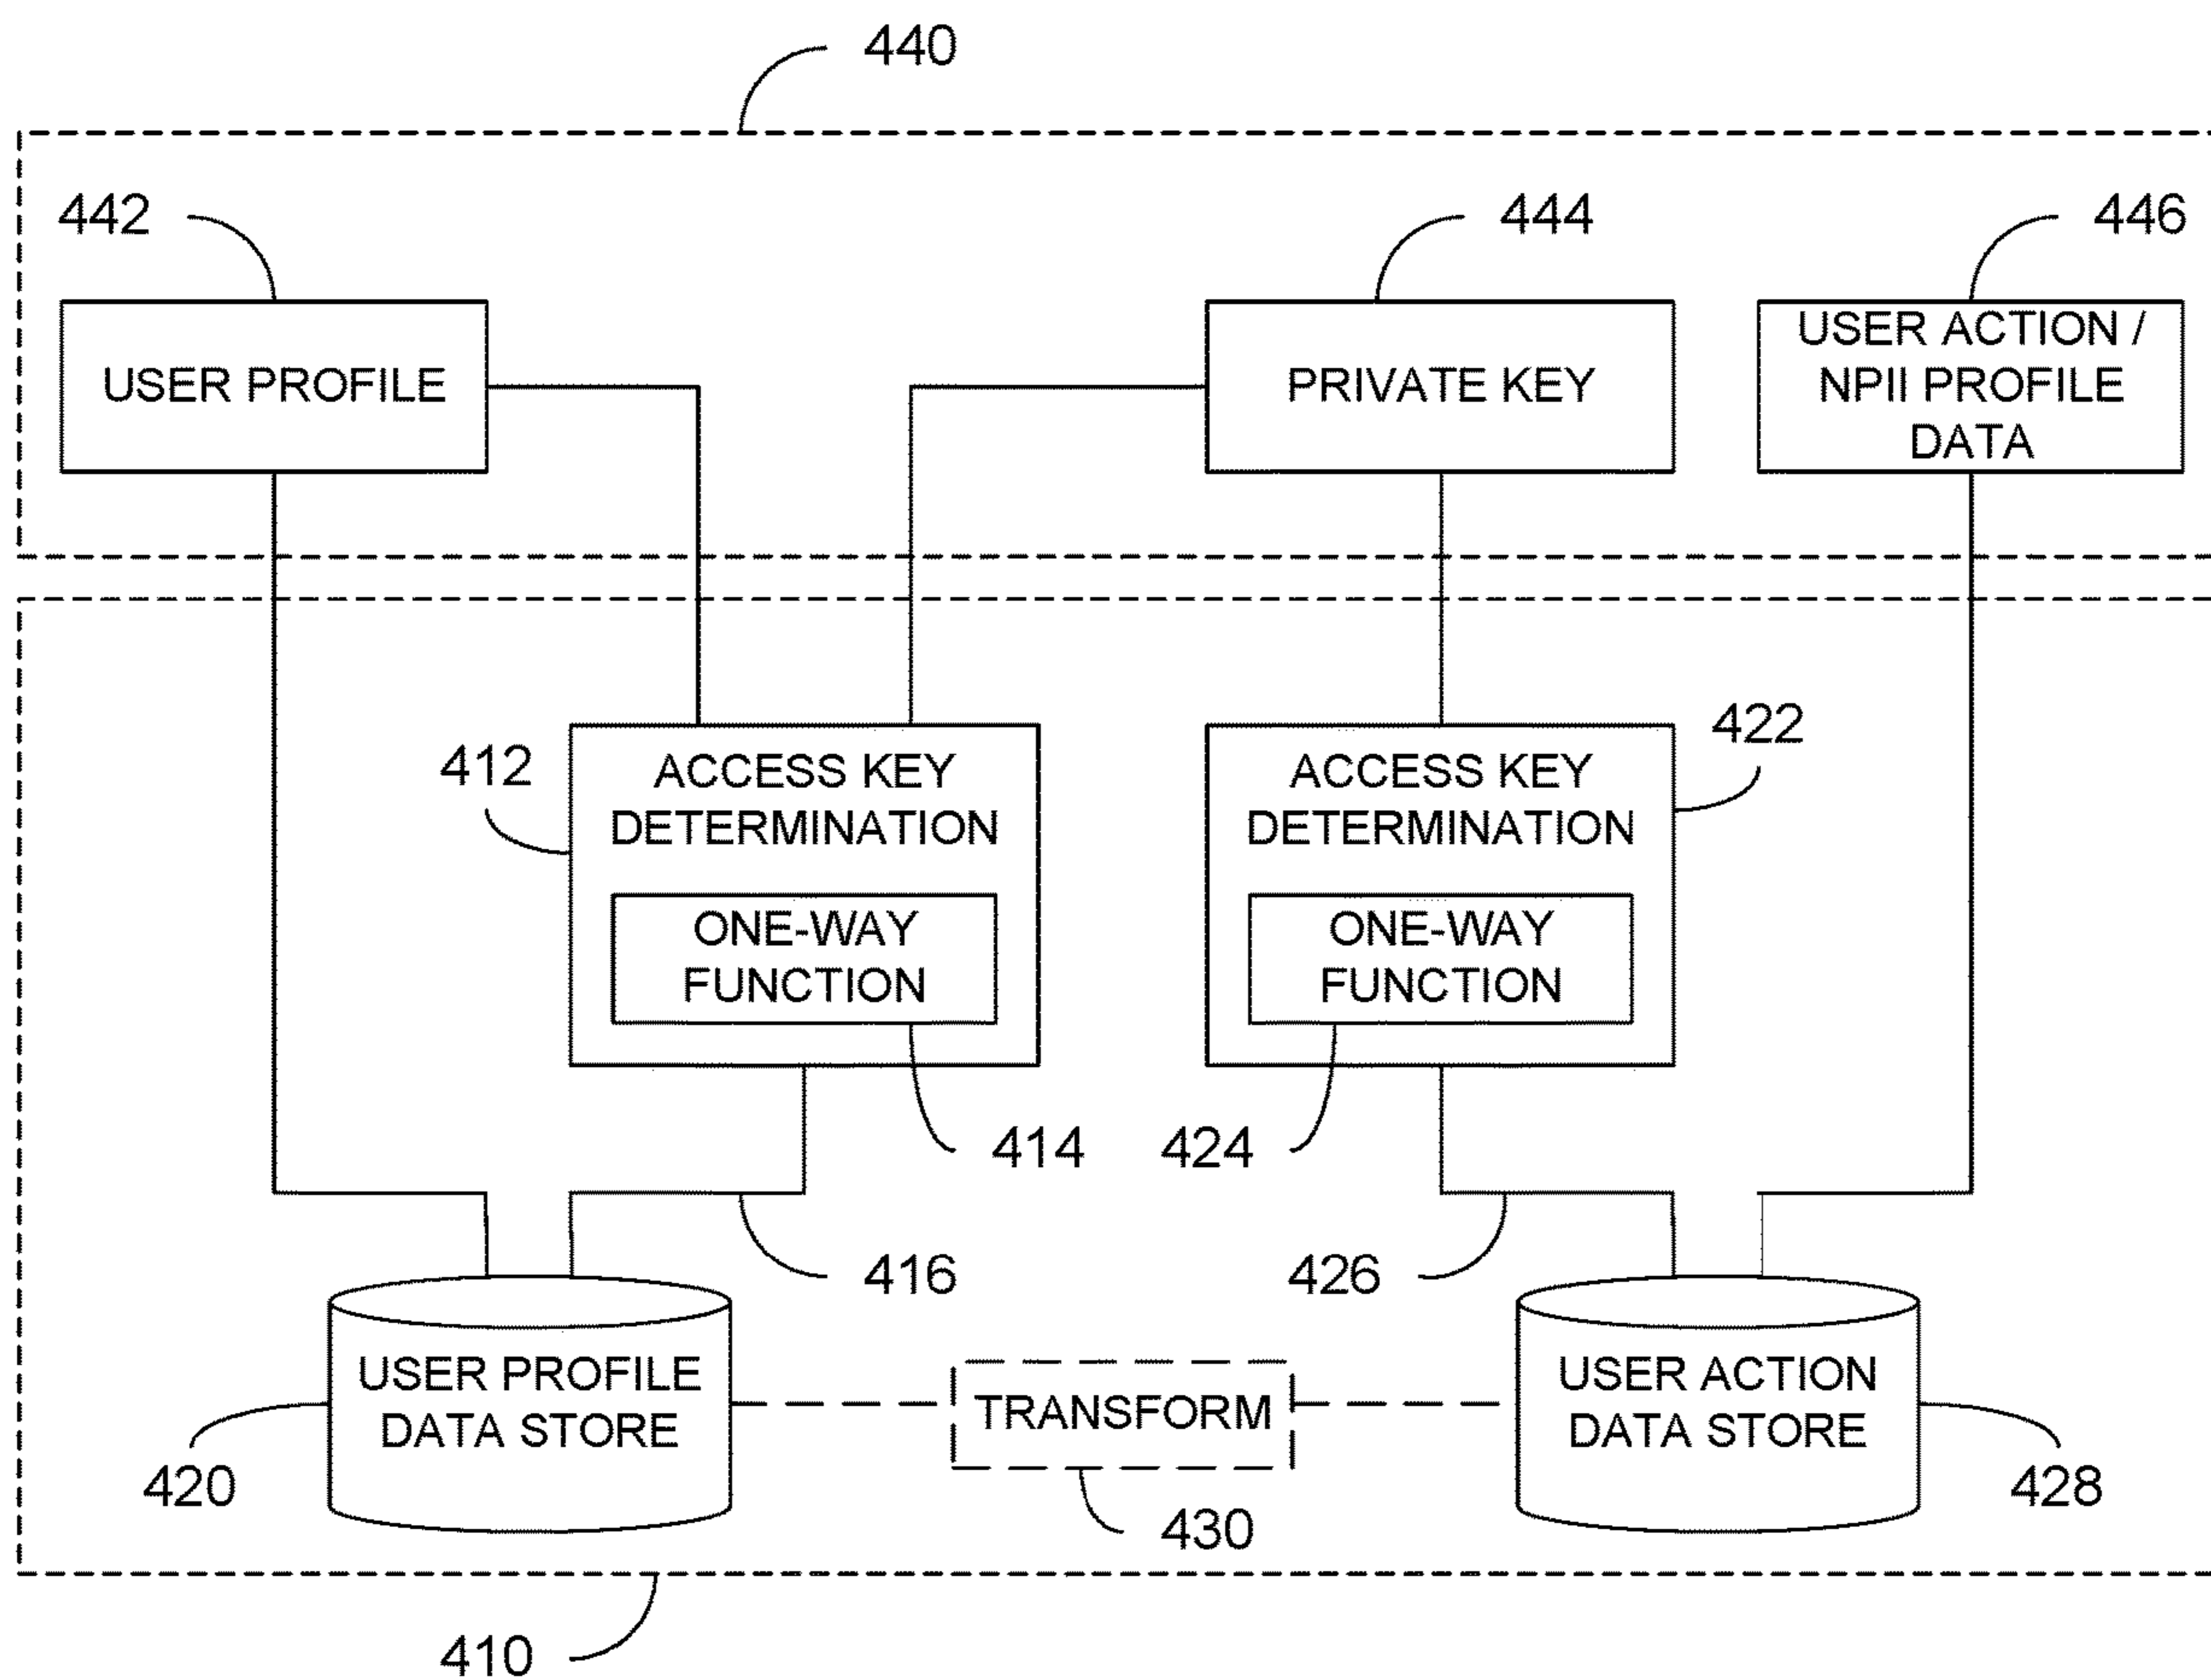 440
442
444
446
USER PROFILE
PRIVATE KEY
USER ACTION /
NPII PROFILE
DATA
412
ACCESS KEY
DETERMINATION
ONE-WAY
FUNCTION
ACCESS KEY
DETERMINATION
ONE-WAY
FUNCTION
422
414
424
416
426
USER PROFILE
DATA STORE
TRANSFORM
USER ACTION
DATA STORE
420
430
428
410